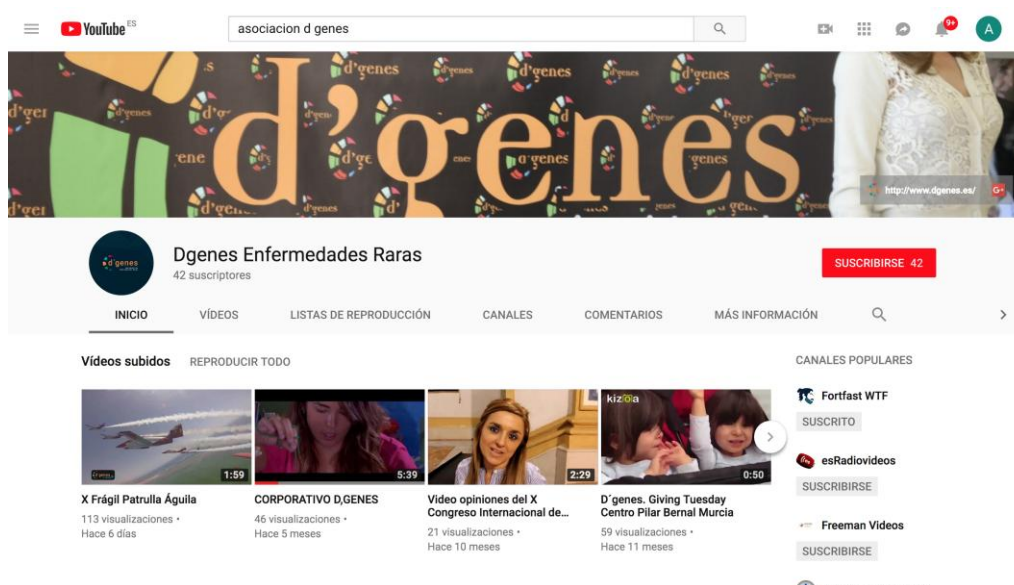 YouTube ES
asociacion d genes
9+
A
d'genes
http://www.dgenes.es/
G+
d'genes
Dgenes Enfermedades Raras
42 suscriptores
SUSCRIBIRSE 42
INICIO VÍDEOS LISTAS DE REPRODUCCIÓN CANALES COMENTARIOS MÁS INFORMACIÓN
Vídeos subidos REPRODUCIR TODO
CANALES POPULARES
1:59
X Frágil Patrulla Águila
113 visualizaciones •
Hace 6 días
5:39
CORPORATIVO D,GENES
46 visualizaciones •
Hace 5 meses
2:29
Video opiniones del X
Congreso Internacional de...
21 visualizaciones •
Hace 10 meses
kizoa
0:50
D´genes. Giving Tuesday
Centro Pilar Bernal Murcia
59 visualizaciones •
Hace 11 meses
Fortfast WTF
SUSCRITO
esRadiovideos
SUSCRIBIRSE
Freeman Videos
SUSCRIBIRSE